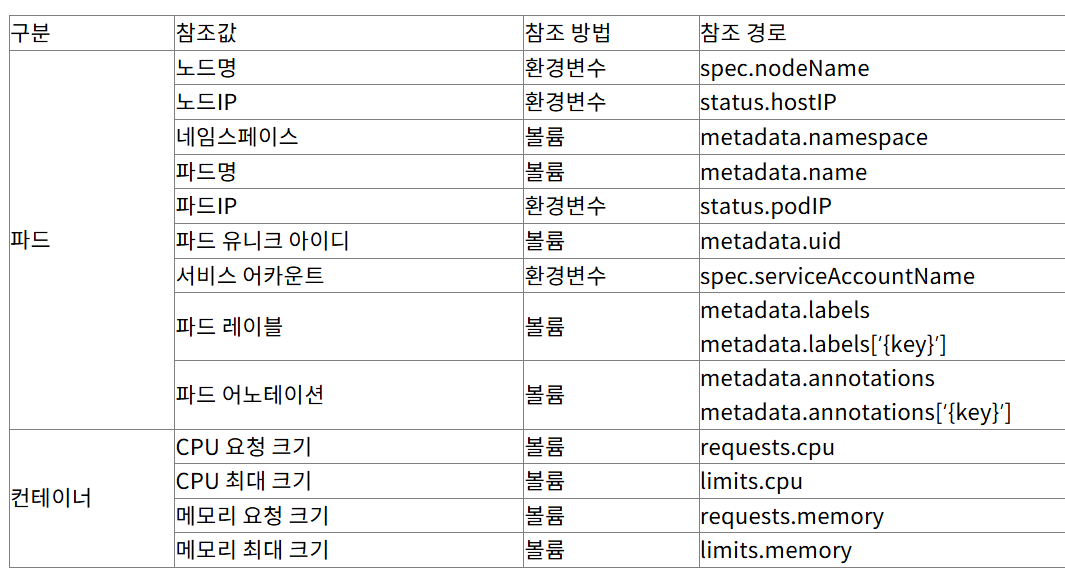 구분 참조값 참조 방법 참조 경로
파드 노드명 환경변수 spec.nodeName
노드IP 환경변수 status.hostIP
네임스페이스 볼륨 metadata.namespace
파드명 볼륨 metadata.name
파드IP 환경변수 status.podIP
파드 유니크 아이디 볼륨 metadata.uid
서비스 어카운트 환경변수 spec.serviceAccountName
파드 레이블 볼륨 metadata.labels
metadata.labels[‘{key}’]
파드 어노테이션 볼륨 metadata.annotations
metadata.annotations[‘{key}’]
컨테이너 CPU 요청 크기 볼륨 requests.cpu
CPU 최대 크기 볼륨 limits.cpu
메모리 요청 크기 볼륨 requests.memory
메모리 최대 크기 볼륨 limits.memory